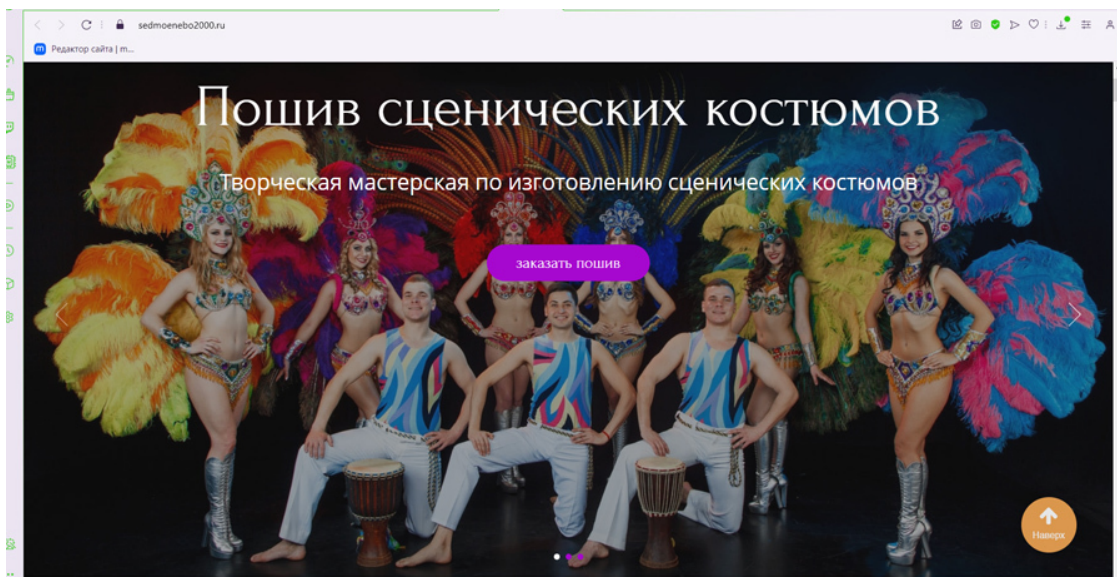 sedmoenebo2000.ru
Редактор сайта | m...
Пошив сценических костюмов
Творческая мастерская по изготовлению сценических костюмов
заказать пошив
Наверх